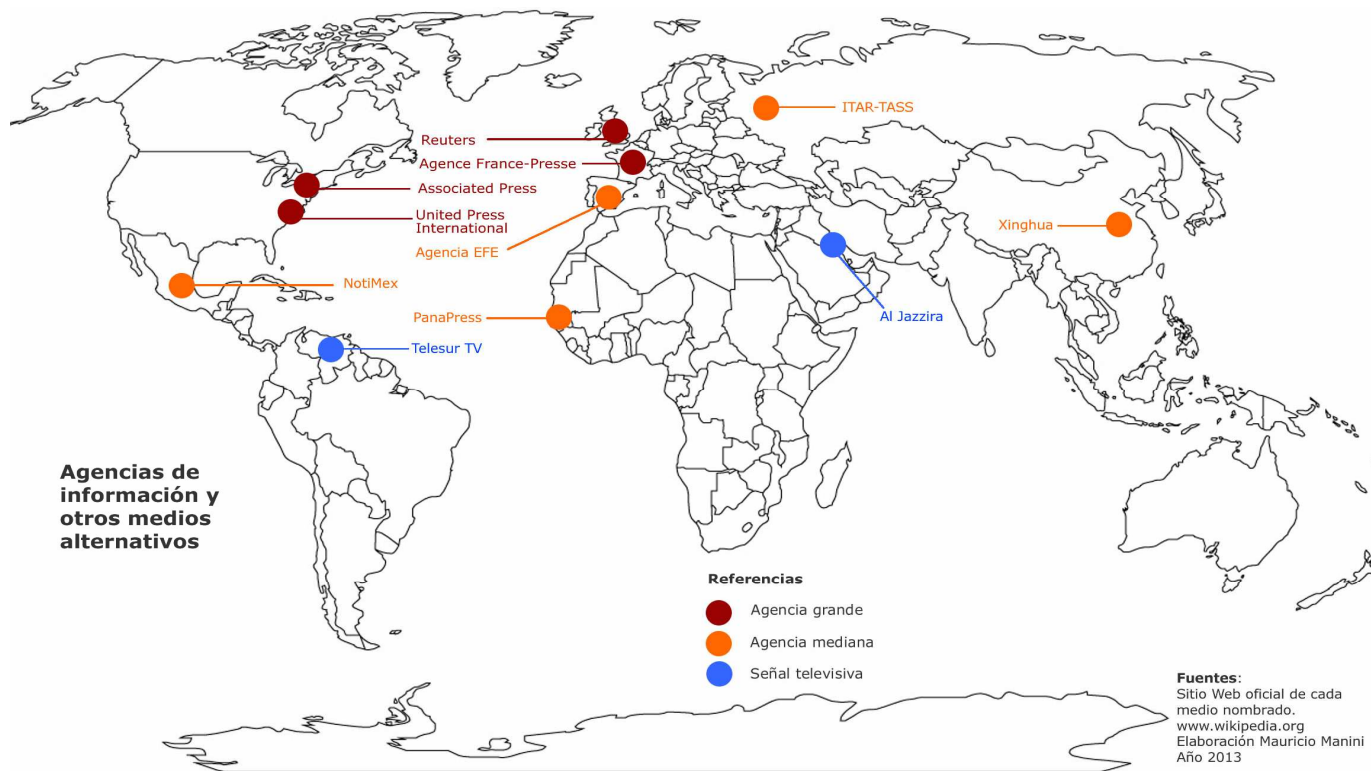 ITAR-TASS
Reuters
Agence France-Presse
Associated Press
United Press
International
Agencia EFE
Xinghua
NotiMex
PanaPress
Al Jazzira
Telesur TV
Agencias de
información y
otros medios
alternativos
Referencias
Agencia grande
Agencia mediana
Señal televisiva
Fuentes:
Sitio Web oficial de cada
medio nombrado.
www.wikipedia.org
Elaboración Mauricio Manini
Año 2013